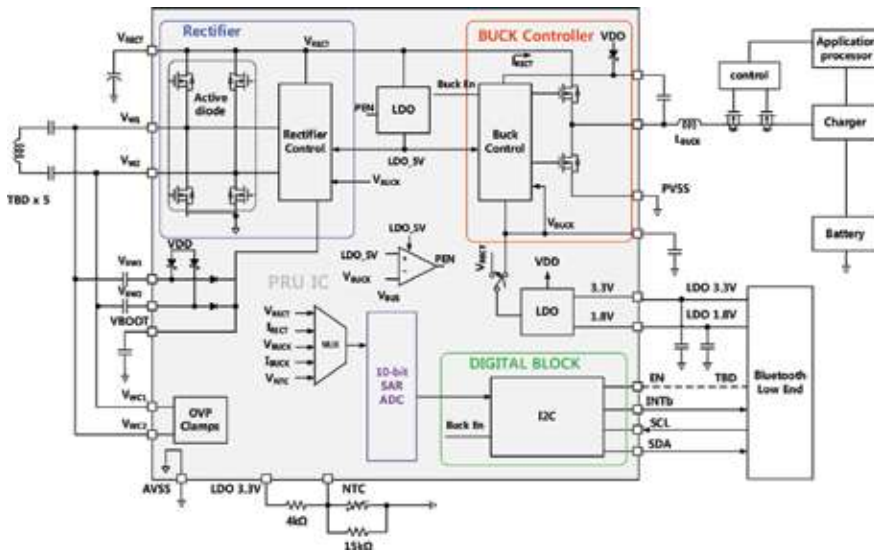 Rectifier
BUCK Controller
VRECT
VRECT
IRECT
VDD
Application
processor
control
Active
diode
Buck En
PEN
LDO
Rectifier
Control
Buck
Control
Charger
VW1
VW2
LDO_5V
LBUCK
TBD x 5
VBUCK
PVSS
VBUCK
Battery
VDD
LDO_5V
LDO_5V
PEN
VBUCK
VRECT
VDD
PRU IC
VBUS
LDO
3.3V
LDO 3.3V
1.8V
LDO 1.8V
VBOOT
VRECT
IRECT
VBUCK
IBUCK
VNTC
MUX
10-bit
SAR
ADC
DIGITAL BLOCK
Bluetooth
Low End
EN
TBD
I2C
INTb
SCL
SDA
Buck En
VWC1
VWC2
OVP
Clamps
AVSS
LDO 3.3V
NTC
4kΩ
15kΩ